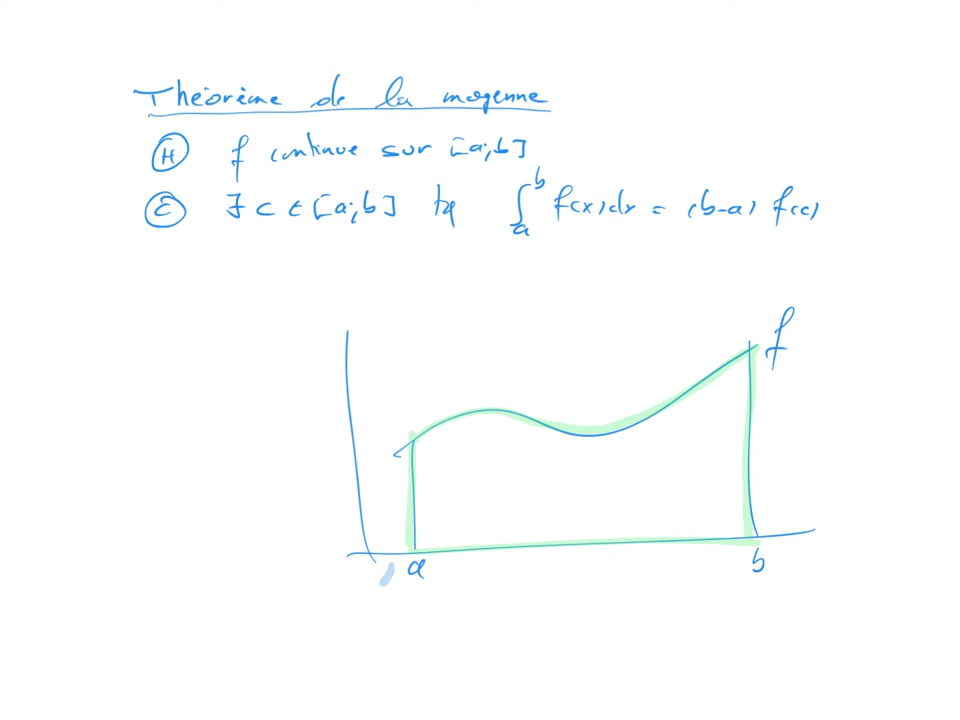 Théorème de la moyenne
H f continue sur [a;b]
C ∃ c ∈ [a;b] tq ∫_a^b f(x)dx = (b-a) f(c)
f
a b